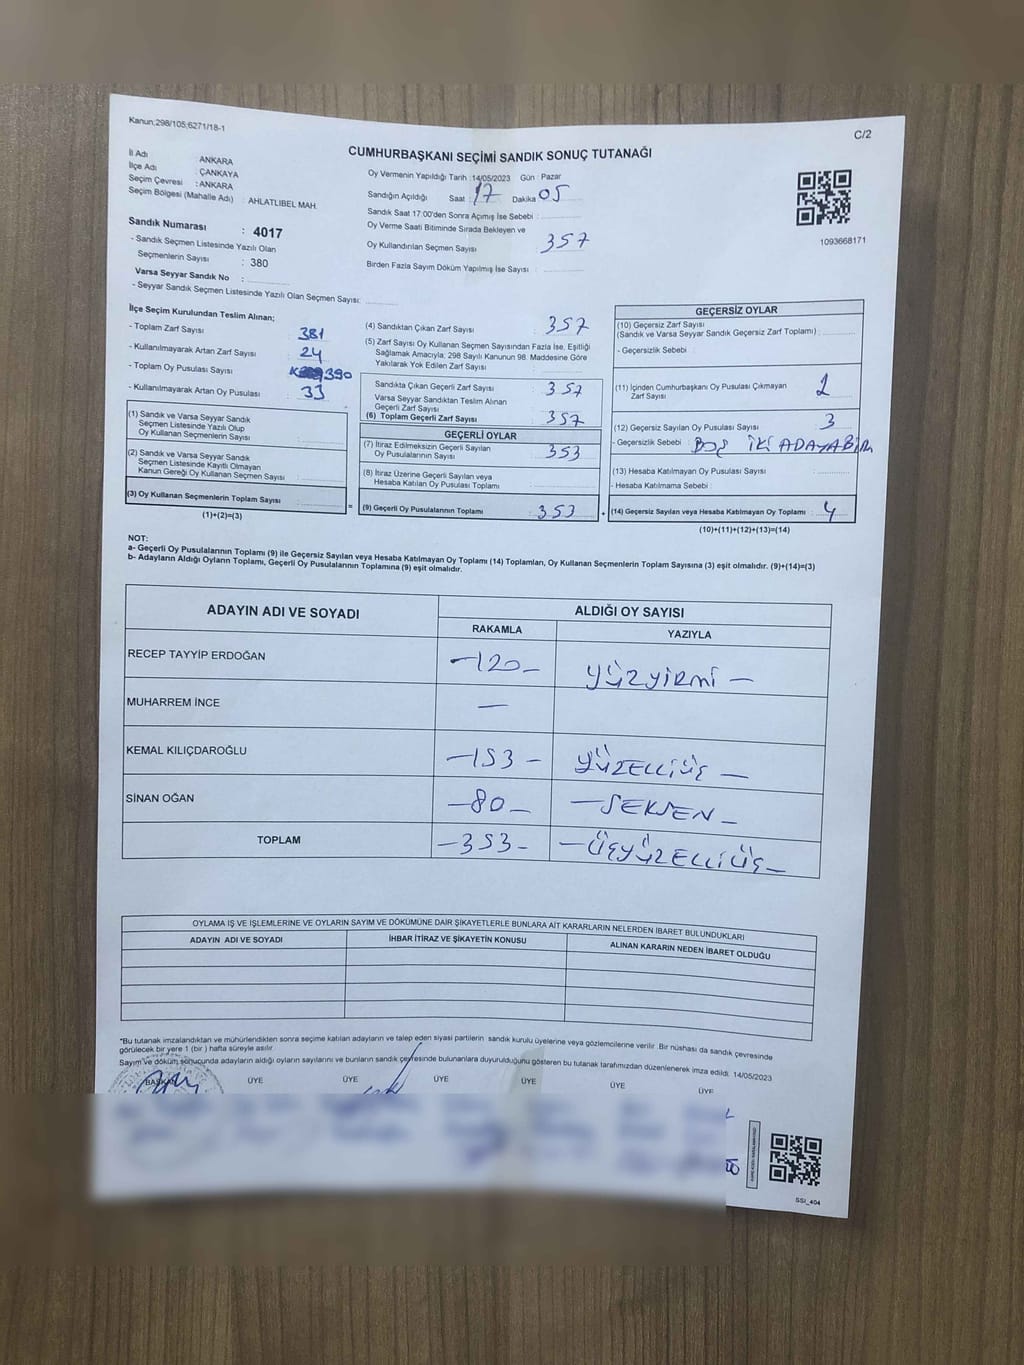 Kanun;298/105;6271/18-1
C/2
CUMHURBAŞKANI SEÇİMİ SANDIK SONUÇ TUTANAĞI
İl Adı : ANKARA
İlçe Adı : ÇANKAYA
Seçim Çevresi : ANKARA
Seçim Bölgesi (Mahalle Adı) : AHLATLIBEL MAH.
Sandık Numarası : 4017
- Sandık Seçmen Listesinde Yazılı Olan
Seçmenlerin Sayısı : 380
Varsa Seyyar Sandık No :
- Seyyar Sandık Seçmen Listesinde Yazılı Olan Seçmen Sayısı:
Oy Vermenin Yapıldığı Tarih : 14/05/2023 Gün : Pazar
Sandığın Açıldığı Saat : 17 Dakika 05
Sandık Saat 17.00'den Sonra Açımış İse Sebebi :
Oy Verme Saati Bitiminde Sırada Bekleyen ve
Oy Kullandırılan Seçmen Sayısı : 357
Birden Fazla Sayım Döküm Yapılmış İse Sayısı :
1093668171
İlçe Seçim Kurulundan Teslim Alınan;
- Toplam Zarf Sayısı : 381
- Kullanılmayarak Artan Zarf Sayısı : 24
- Toplam Oy Pusulası Sayısı : 390
- Kullanılmayarak Artan Oy Pusulası : 33
(1) Sandık ve Varsa Seyyar Sandık
Seçmen Listesinde Yazılı Olup
Oy Kullanan Seçmenlerin Sayısı :
(2) Sandık ve Varsa Seyyar Sandık
Seçmen Listesinde Kayıtlı Olmayan
Kanun Gereği Oy Kullanan Seçmen Sayısı :
(3) Oy Kullanan Seçmenlerin Toplam Sayısı :
(1)+(2)=(3)
(4) Sandıktan Çıkan Zarf Sayısı : 357
(5) Zarf Sayısı Oy Kullanan Seçmen Sayısından Fazla İse, Eşitliği
Sağlamak Amacıyla; 298 Sayılı Kanunun 98. Maddesine Göre
Yakılarak Yok Edilen Zarf Sayısı :
Sandıkta Çıkan Geçerli Zarf Sayısı : 357
Varsa Seyyar Sandıktan Teslim Alınan
Geçerli Zarf Sayısı :
(6) Toplam Geçerli Zarf Sayısı : 357
GEÇERLİ OYLAR
(7) İtiraz Edilmeksizin Geçerli Sayılan
Oy Pusulalarının Sayısı : 353
(8) İtiraz Üzerine Geçerli Sayılan veya
Hesaba Katılan Oy Pusulası Toplamı :
= (9) Geçerli Oy Pusulalarının Toplamı : 353 +
GEÇERSİZ OYLAR
(10) Geçersiz Zarf Sayısı
(Sandık ve Varsa Seyyar Sandık Geçersiz Zarf Toplamı) :
- Geçersizlik Sebebi :
(11) İçinden Cumhurbaşkanı Oy Pusulası Çıkmayan
Zarf Sayısı : 2
(12) Geçersiz Sayılan Oy Pusulası Sayısı : 3
- Geçersizlik Sebebi : BOŞ İKİ ADAYA
(13) Hesaba Katılmayan Oy Pusulası Sayısı :
- Hesaba Katılmama Sebebi :
(14) Geçersiz Sayılan veya Hesaba Katılmayan Oy Toplamı : 4
(10)+(11)+(12)+(13)=(14)
NOT:
a- Geçerli Oy Pusulalarının Toplamı (9) ile Geçersiz Sayılan veya Hesaba Katılmayan Oy Toplamı (14) Toplamları, Oy Kullanan Seçmenlerin Toplam Sayısına (3) eşit olmalıdır. (9)+(14)=(3)
b- Adayların Aldığı Oyların Toplamı, Geçerli Oy Pusulalarının Toplamına (9) eşit olmalıdır.
ADAYIN ADI VE SOYADI ALDIĞI OY SAYISI
RAKAMLA YAZIYLA
RECEP TAYYİP ERDOĞAN -120- YÜZYİRMİ -
MUHARREM İNCE -
KEMAL KILIÇDAROĞLU -153- YÜZELLİÜÇ -
SİNAN OĞAN -80- -SEKSEN-
TOPLAM -353- -ÜÇYÜZELLİÜÇ-
OYLAMA İŞ VE İŞLEMLERİNE VE OYLARIN SAYIM VE DÖKÜMÜNE DAİR ŞİKAYETLERLE BUNLARA AİT KARARLARIN NELERDEN İBARET BULUNDUKLARI
ADAYIN ADI VE SOYADI İHBAR İTİRAZ VE ŞİKAYETİN KONUSU ALINAN KARARIN NEDEN İBARET OLDUĞU
*Bu tutanak imzalandıktan ve mühürlendikten sonra seçime katılan adayların ve talep eden siyasi partilerin sandık kurulu üyelerine veya gözlemcilerine verilir. Bir nüshası da sandık çevresinde
görülecek bir yere 1 (bir ) hafta süreyle asılır.
Sayım ve döküm sonucunda adayların aldığı oyların sayılarını ve bunların sandık çevresinde bulunanlara duyurulduğunu gösteren bu tutanak tarafımızdan düzenlenerek imza edildi. 14/05/2023
BAŞKAN ÜYE ÜYE ÜYE ÜYE ÜYE ÜYE
SSI_404